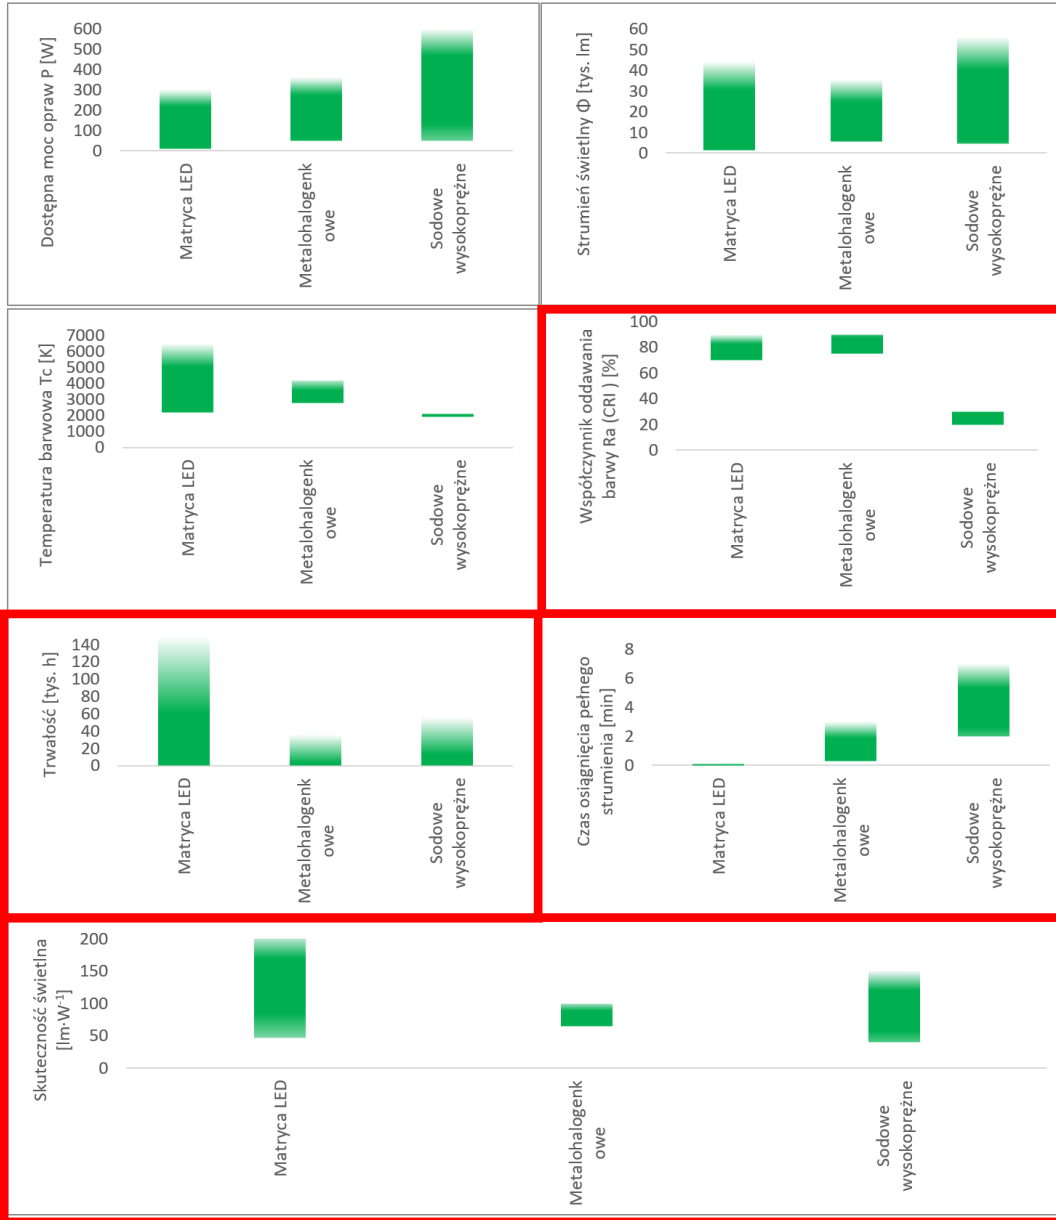 Dostępna moc opraw P [W]
600
500
400
300
200
100
0
Matryca LED
Metalohalogenk
owe
Sodowe
wysokoprężne
Strumień świetlny Φ [tys. lm]
60
50
40
30
20
10
0
Matryca LED
Metalohalogenk
owe
Sodowe
wysokoprężne
Temperatura barwowa Tc [K]
7000
6000
5000
4000
3000
2000
1000
0
Matryca LED
Metalohalogenk
owe
Sodowe
wysokoprężne
Współczynnik oddawania
barwy Ra (CRI ) [%]
100
80
60
40
20
0
Matryca LED
Metalohalogenk
owe
Sodowe
wysokoprężne
Trwałość [tys. h]
140
120
100
80
60
40
20
0
Matryca LED
Metalohalogenk
owe
Sodowe
wysokoprężne
Czas osiągnięcia pełnego
strumienia [min]
8
6
4
2
0
Matryca LED
Metalohalogenk
owe
Sodowe
wysokoprężne
Skuteczność świetlna
[lm·W⁻¹]
200
150
100
50
0
Matryca LED
Metalohalogenk
owe
Sodowe
wysokoprężne